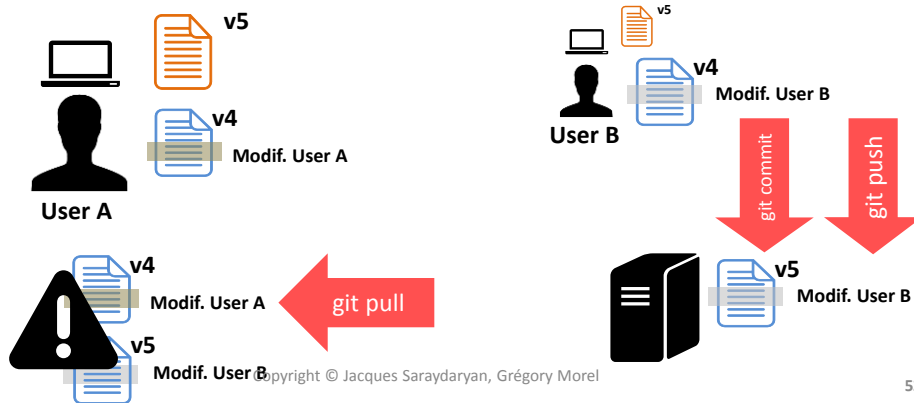 v5
v4
Modif. User A
User A
v5
v4
Modif. User B
User B
git commit
git push
v4
Modif. User A
v5
Modif. User B
git pull
v5
Modif. User B
Copyright © Jacques Saraydaryan, Grégory Morel